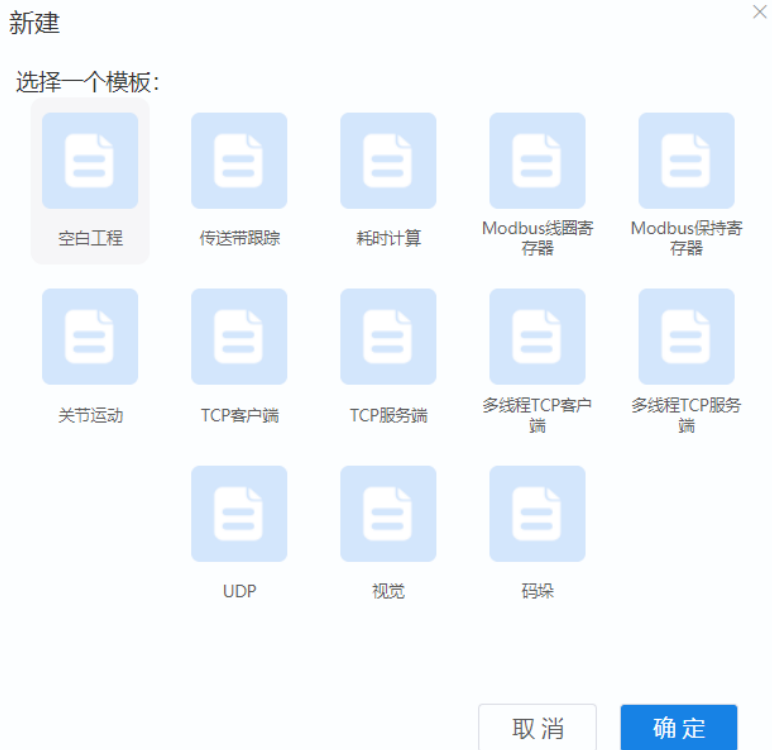 新建
选择一个模板：
空白工程
传送带跟踪
耗时计算
Modbus线圈寄
存器
Modbus保持寄
存器
关节运动
TCP客户端
TCP服务端
多线程TCP客户
端
多线程TCP服务
端
UDP
视觉
码垛
取消
确定